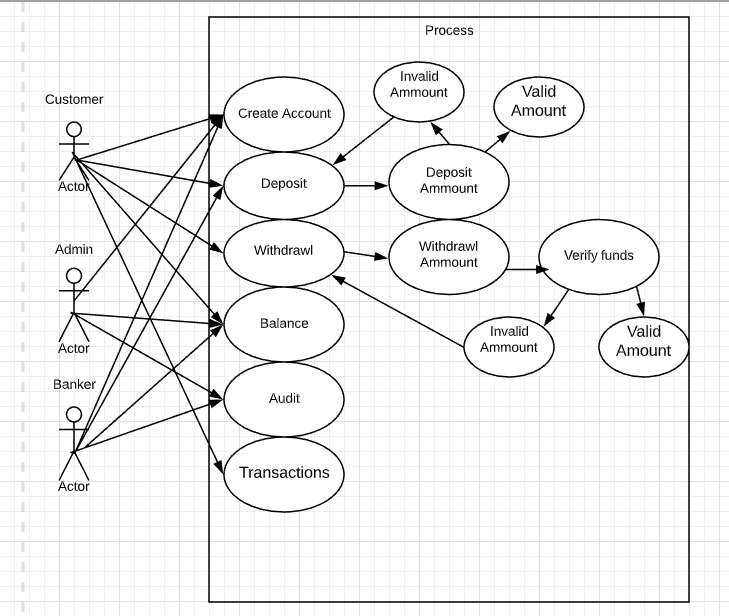 Process
Customer
Actor
Admin
Actor
Banker
Actor
Create Account
Deposit
Withdrawl
Balance
Audit
Transactions
Invalid
Ammount
Valid
Amount
Deposit
Ammount
Withdrawl
Ammount
Verify funds
Invalid
Ammount
Valid
Amount